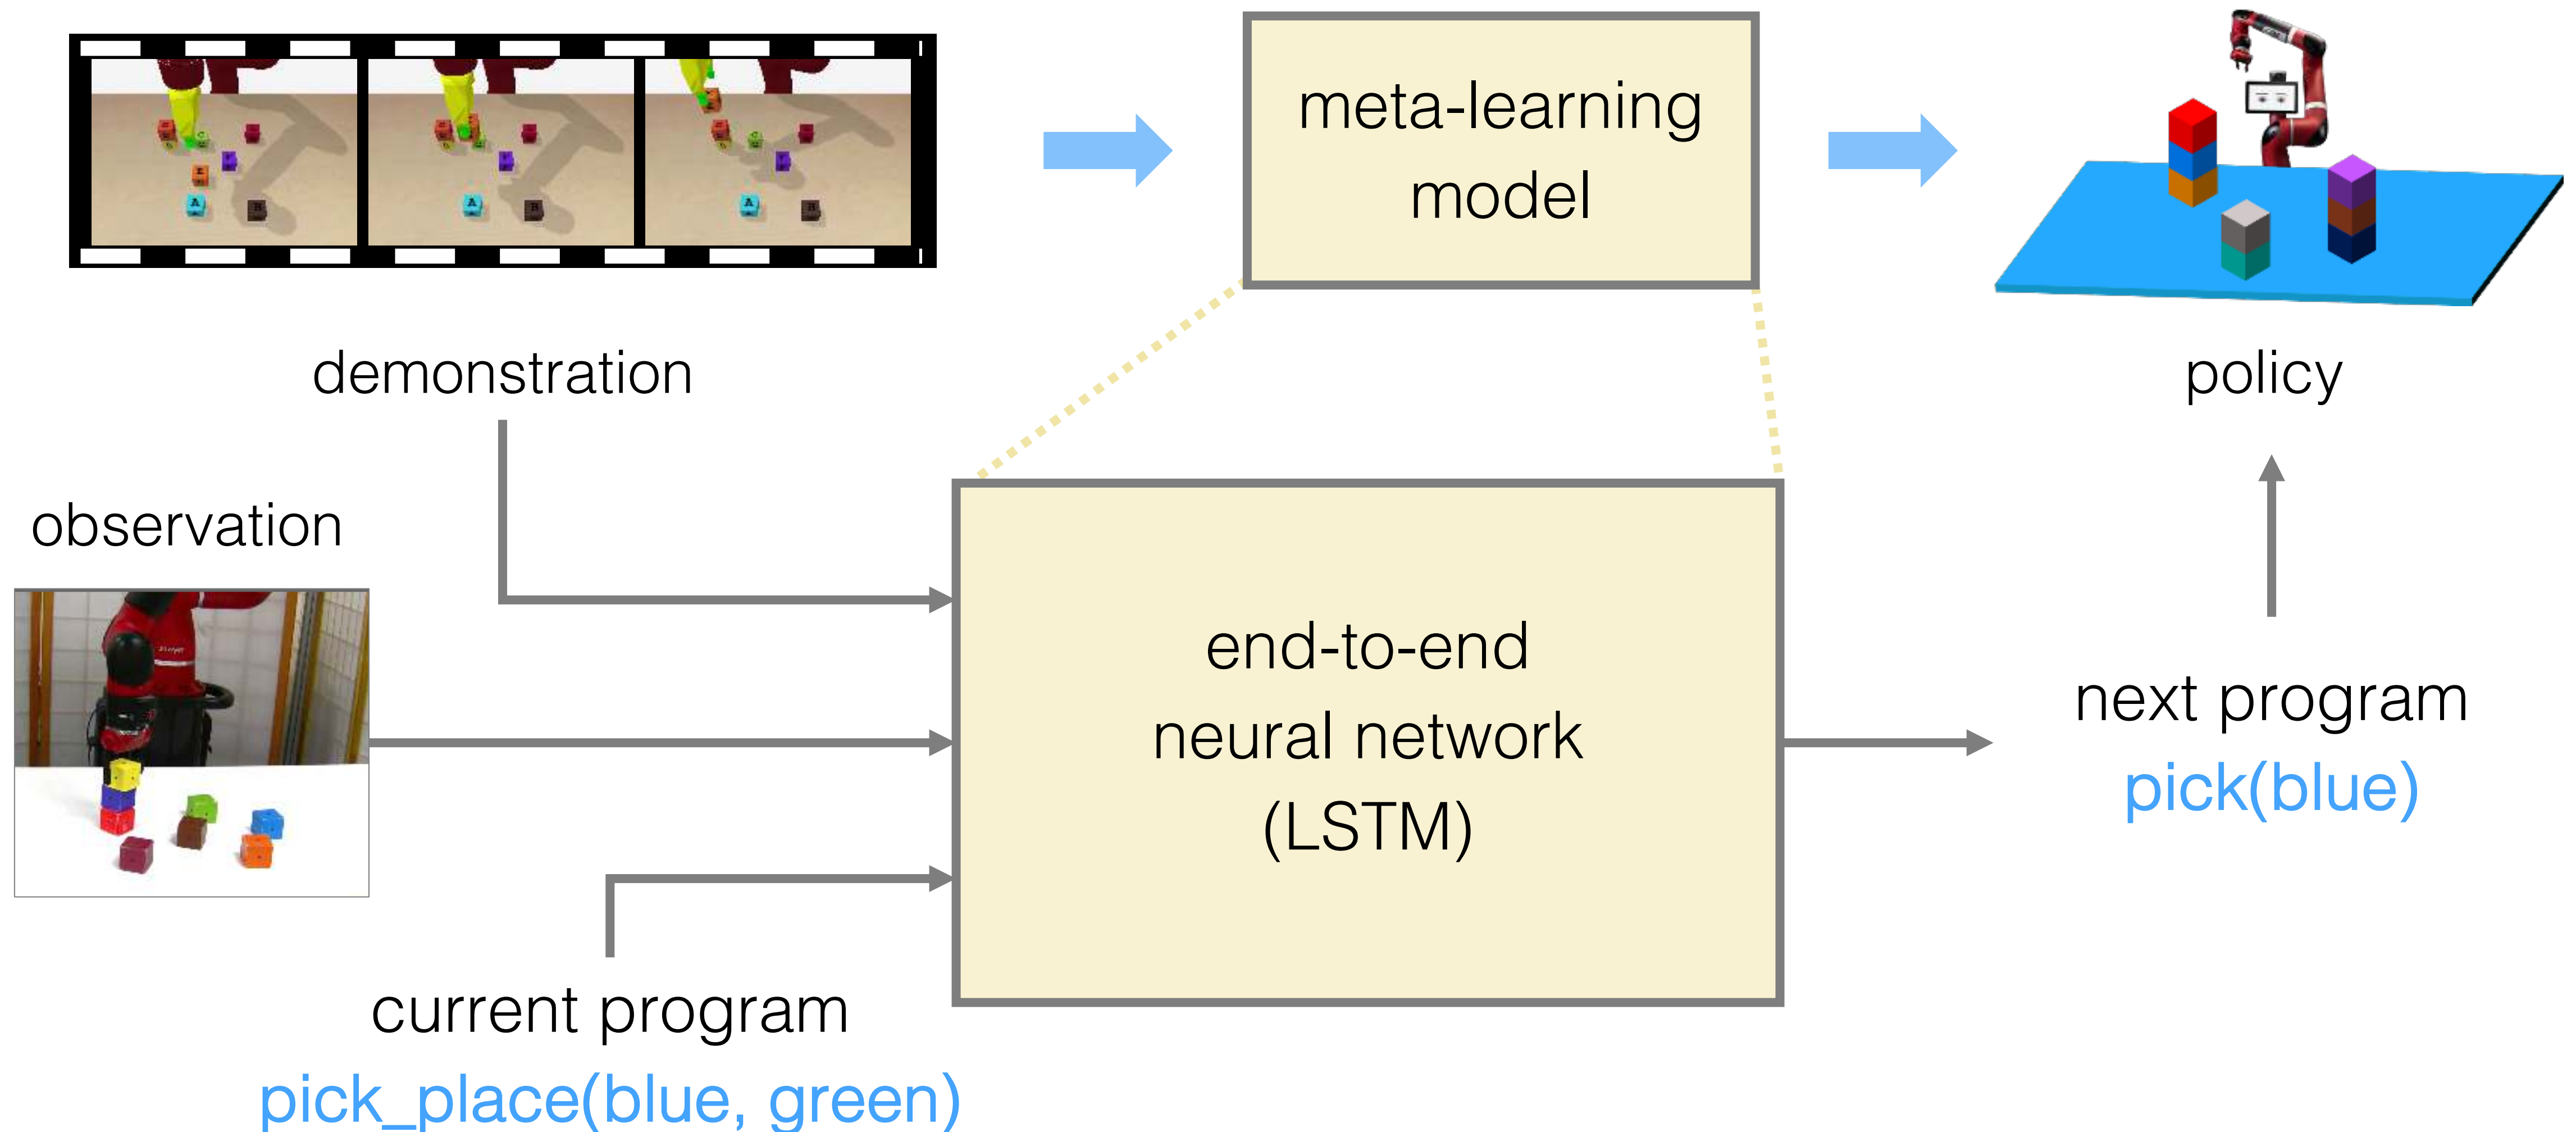 meta-learning
model
demonstration
policy
observation
end-to-end
neural network
(LSTM)
next program
pick(blue)
current program
pick_place(blue, green)
A
A
A